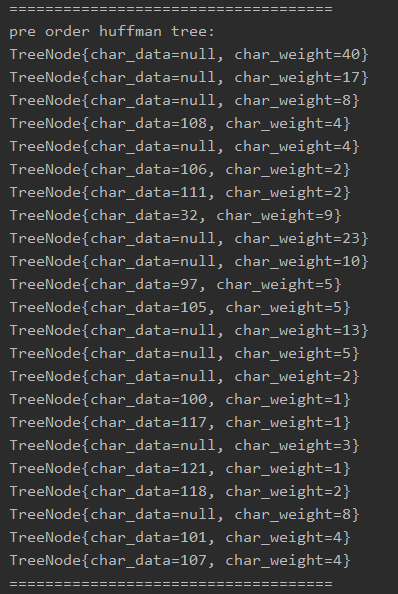 ====================================
pre order huffman tree:
TreeNode{char_data=null, char_weight=40}
TreeNode{char_data=null, char_weight=17}
TreeNode{char_data=null, char_weight=8}
TreeNode{char_data=108, char_weight=4}
TreeNode{char_data=null, char_weight=4}
TreeNode{char_data=106, char_weight=2}
TreeNode{char_data=111, char_weight=2}
TreeNode{char_data=32, char_weight=9}
TreeNode{char_data=null, char_weight=23}
TreeNode{char_data=null, char_weight=10}
TreeNode{char_data=97, char_weight=5}
TreeNode{char_data=105, char_weight=5}
TreeNode{char_data=null, char_weight=13}
TreeNode{char_data=null, char_weight=5}
TreeNode{char_data=null, char_weight=2}
TreeNode{char_data=100, char_weight=1}
TreeNode{char_data=117, char_weight=1}
TreeNode{char_data=null, char_weight=3}
TreeNode{char_data=121, char_weight=1}
TreeNode{char_data=118, char_weight=2}
TreeNode{char_data=null, char_weight=8}
TreeNode{char_data=101, char_weight=4}
TreeNode{char_data=107, char_weight=4}
====================================